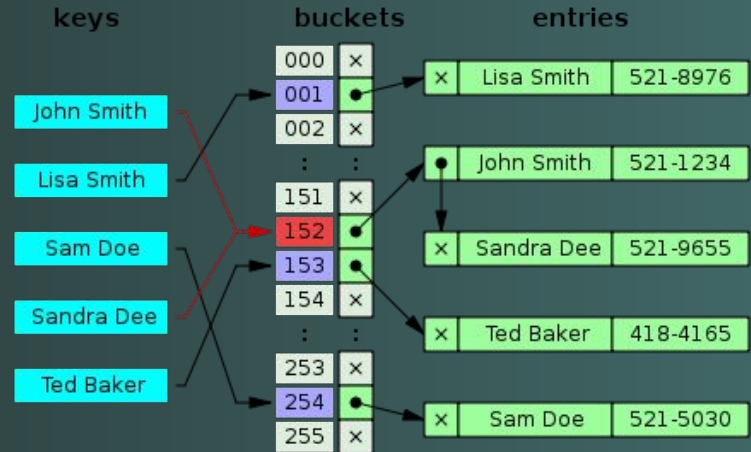 keys buckets entries
000 ×
× Lisa Smith 521-8976
001
John Smith
002 ×
: :
John Smith 521-1234
Lisa Smith
151 ×
152
Sam Doe
× Sandra Dee 521-9655
153
154 ×
Sandra Dee
: :
× Ted Baker 418-4165
253 ×
Ted Baker
254
× Sam Doe 521-5030
255 ×